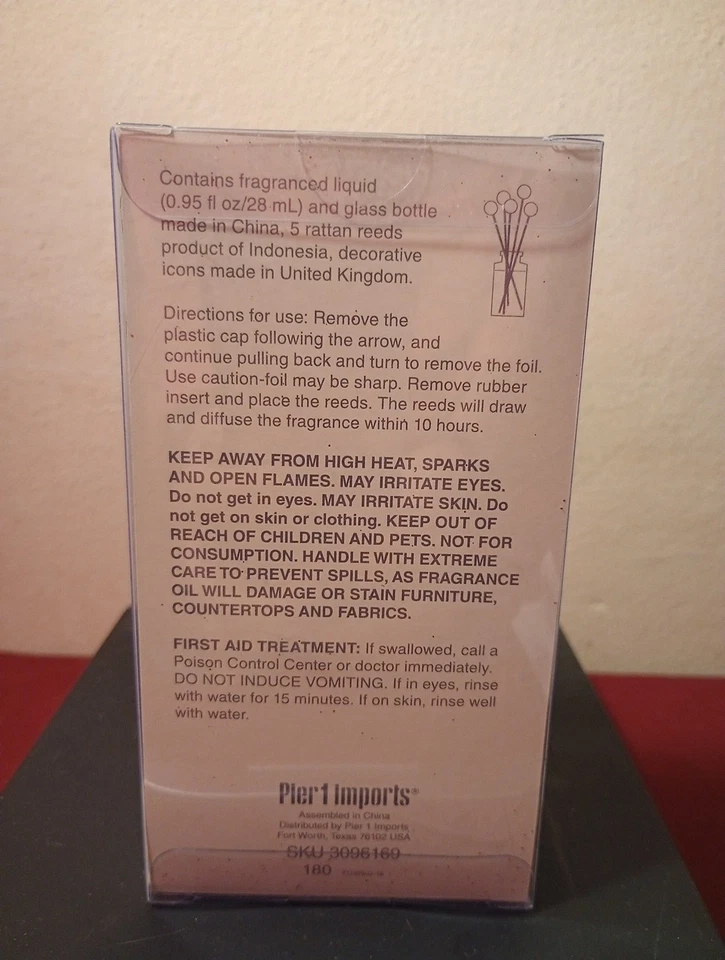 Contains fragranced liquid
(0.95 fl oz/28 mL) and glass bottle
made in China, 5 rattan reeds
product of Indonesia, decorative
icons made in United Kingdom.
Directions for use: Remove the
plastic cap following the arrow, and
continue pulling back and turn to remove the foil.
Use caution-foil may be sharp. Remove rubber
insert and place the reeds. The reeds will draw
and diffuse the fragrance within 10 hours.
KEEP AWAY FROM HIGH HEAT, SPARKS
AND OPEN FLAMES. MAY IRRITATE EYES.
Do not get in eyes. MAY IRRITATE SKIN. Do
not get on skin or clothing. KEEP OUT OF
REACH OF CHILDREN AND PETS. NOT FOR
CONSUMPTION. HANDLE WITH EXTREME
CARE TO PREVENT SPILLS, AS FRAGRANCE
OIL WILL DAMAGE OR STAIN FURNITURE,
COUNTERTOPS AND FABRICS.
FIRST AID TREATMENT: If swallowed, call a
Poison Control Center or doctor immediately.
DO NOT INDUCE VOMITING. If in eyes, rinse
with water for 15 minutes. If on skin, rinse well
with water.
Pier 1 imports®
Assembled in China
Distributed by Pier 1 Imports
Fort Worth, Texas 76102 USA
SKU 3096169
180